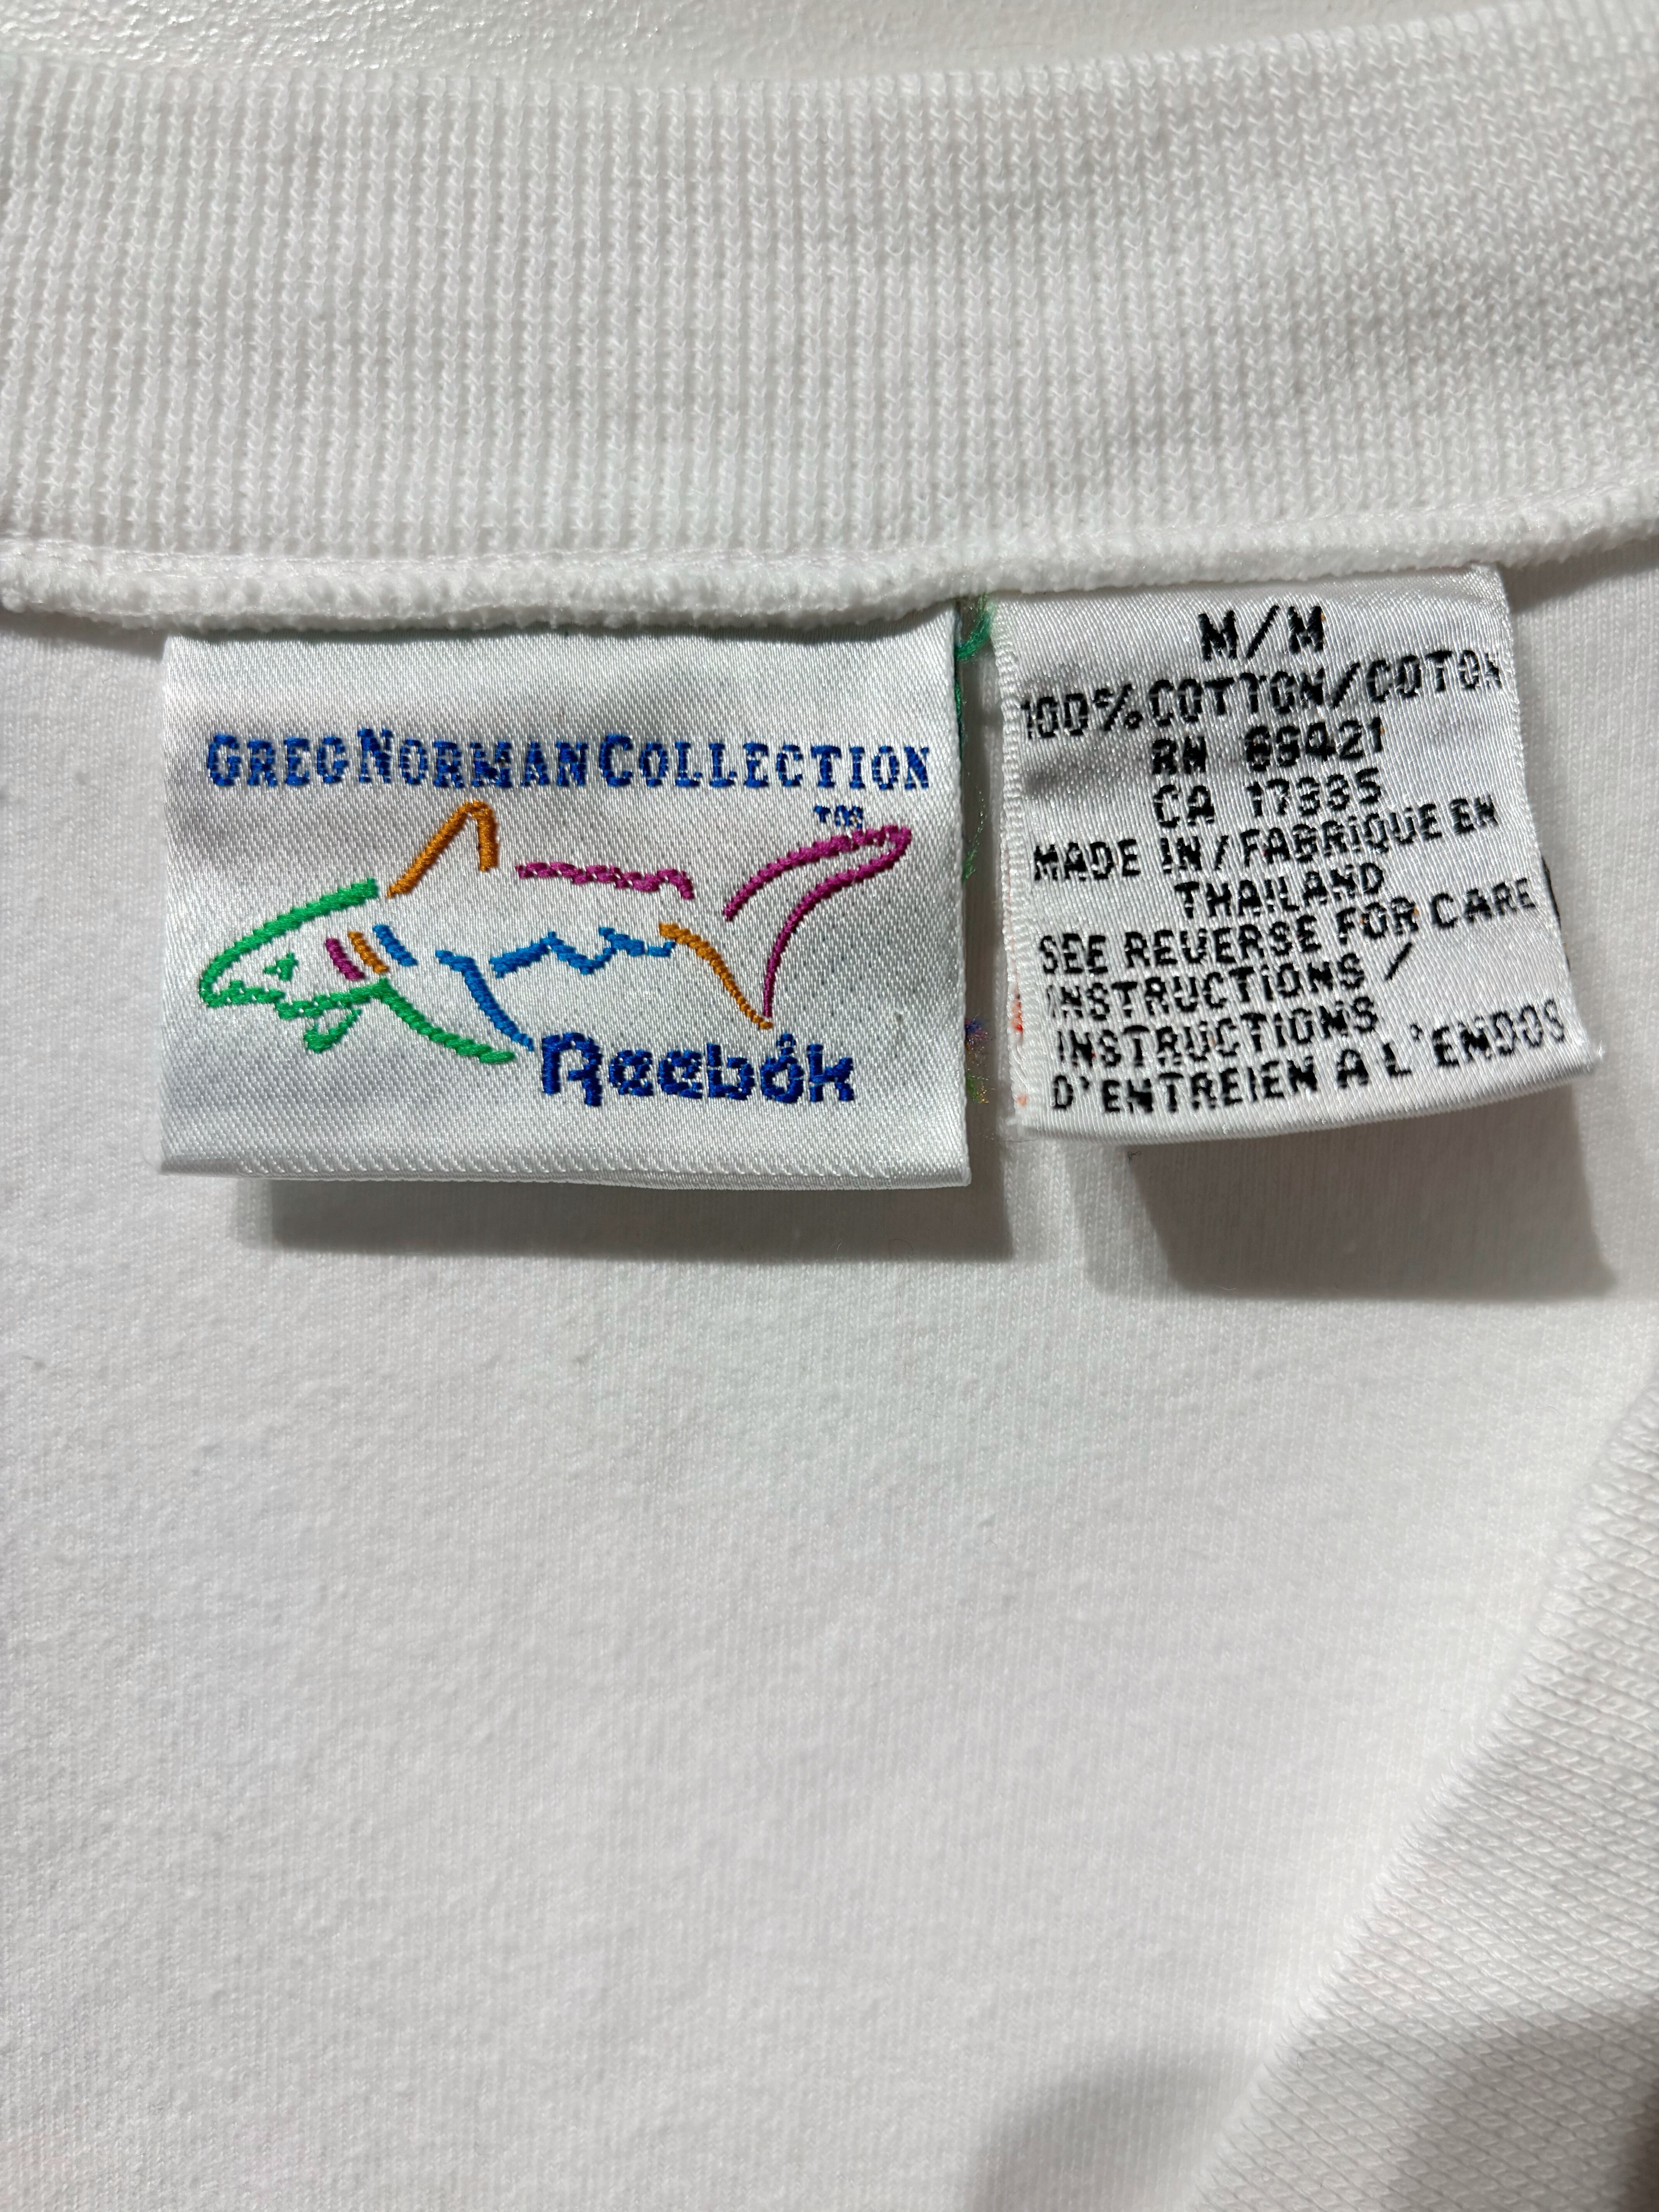 GREG NORMAN COLLECTION
TM
Reebok
M/M
100% COTTON/COTON
RN 66421
CA 17335
MADE IN/FABRIQUE EN
THAILAND
SEE REVERSE FOR CARE
INSTRUCTIONS /
INSTRUCTIONS
D'ENTREIEN A L'ENDOS